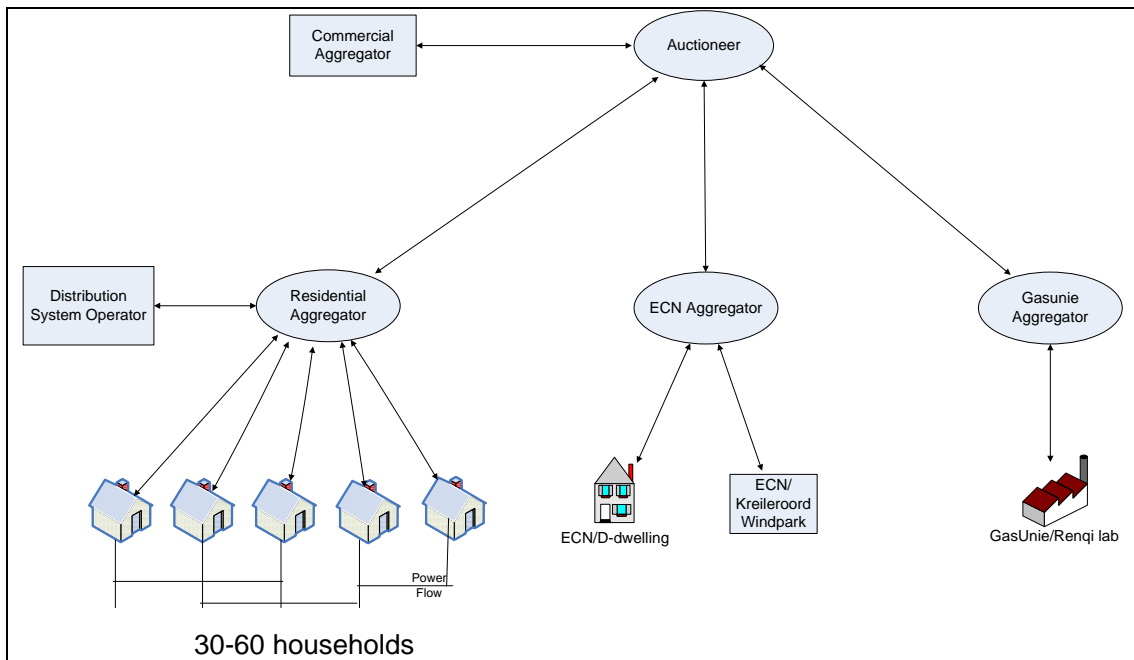 Commercial
Aggregator
Auctioneer
Distribution
System Operator
Residential
Aggregator
ECN Aggregator
Gasunie
Aggregator
ECN/D-dwelling
ECN/
Kreileroord
Windpark
GasUnie/Renqi lab
Power
Flow
30-60 households